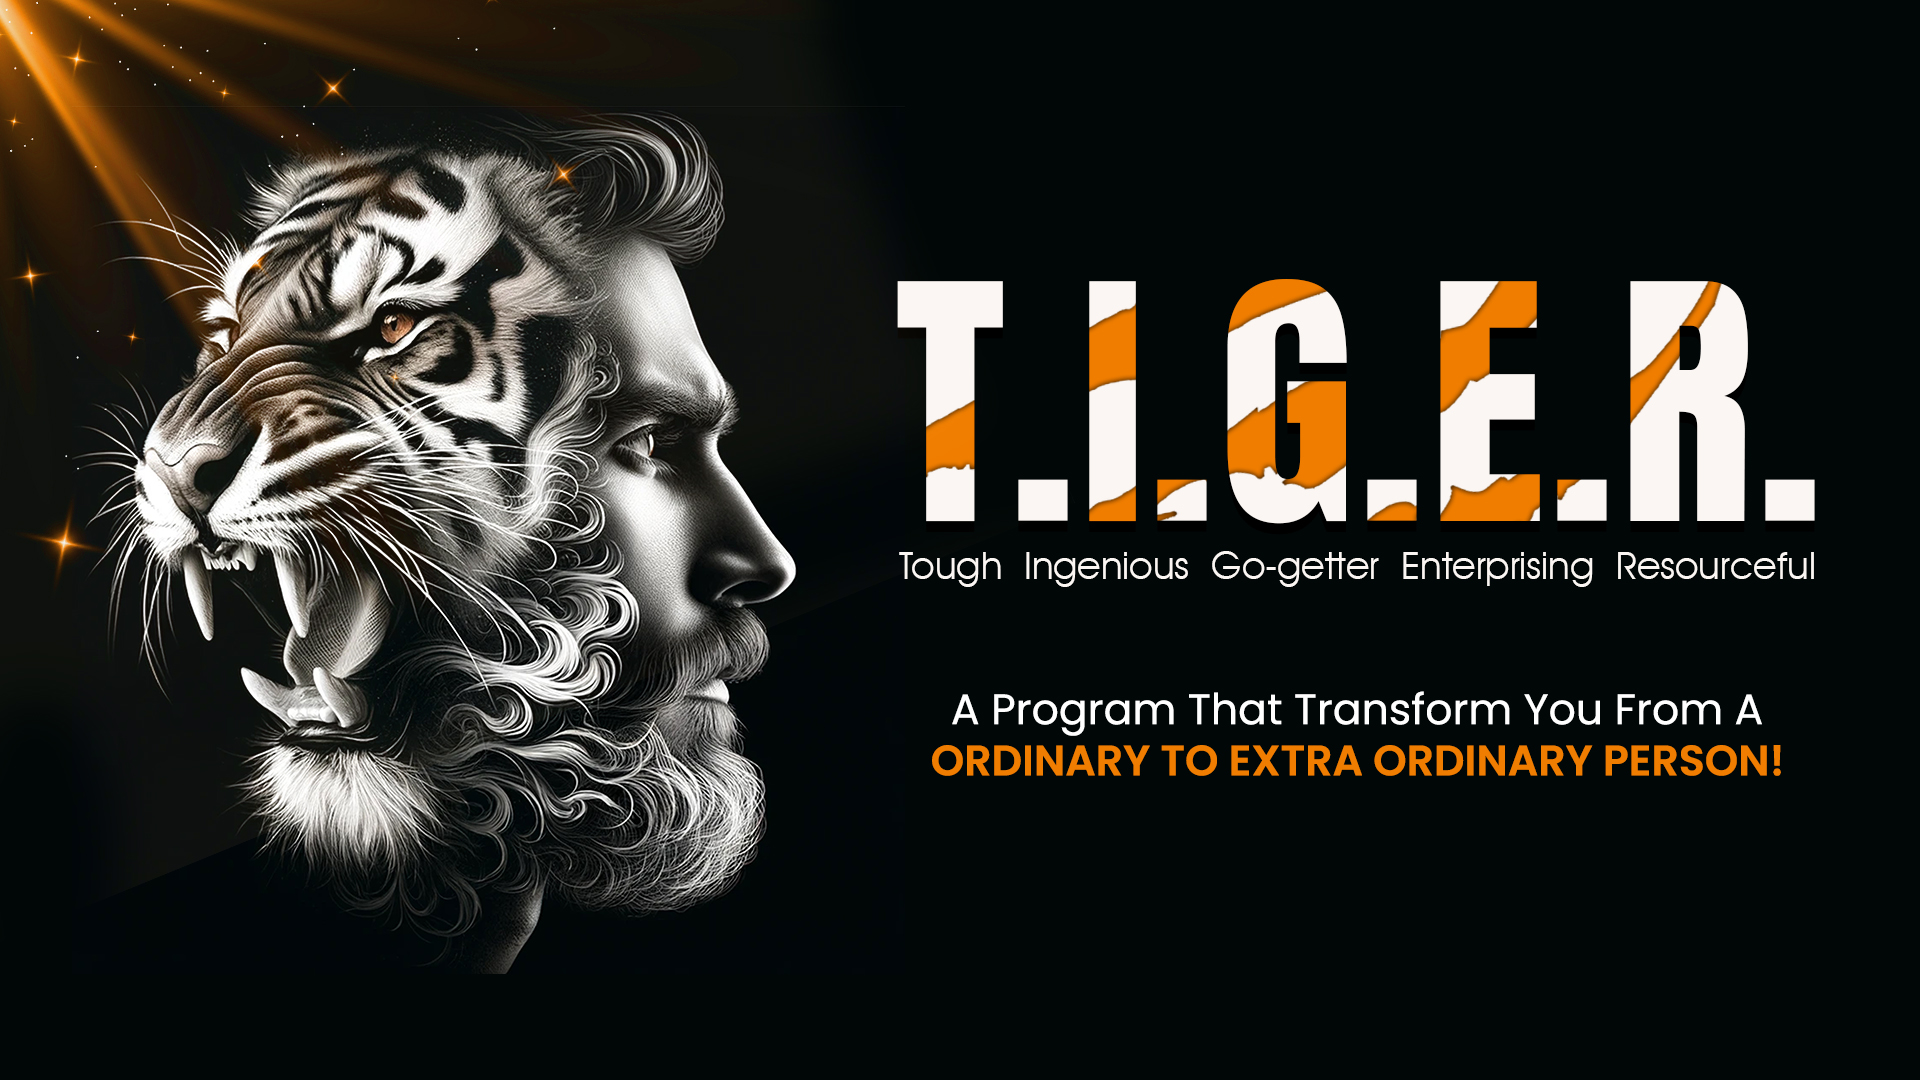 T.I.G.E.R.
Tough Ingenious Go-getter Enterprising Resourceful
A Program That Transform You From A
ORDINARY TO EXTRA ORDINARY PERSON!